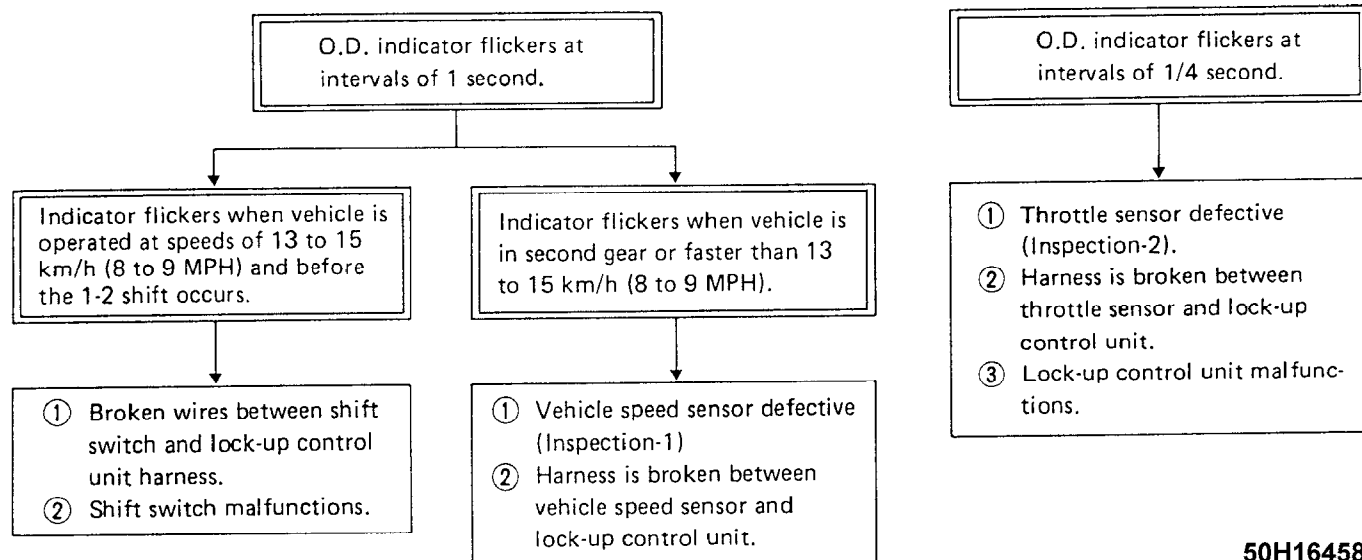 O.D. indicator flickers at
intervals of 1 second.
O.D. indicator flickers at
intervals of 1/4 second.
Indicator flickers when vehicle is
operated at speeds of 13 to 15
km/h (8 to 9 MPH) and before
the 1-2 shift occurs.
Indicator flickers when vehicle is
in second gear or faster than 13
to 15 km/h (8 to 9 MPH).
① Throttle sensor defective
(Inspection-2).
② Harness is broken between
throttle sensor and lock-up
control unit.
③ Lock-up control unit malfunc-
tions.
① Broken wires between shift
switch and lock-up control
unit harness.
② Shift switch malfunctions.
① Vehicle speed sensor defective
(Inspection-1)
② Harness is broken between
vehicle speed sensor and
lock-up control unit.
50H16458